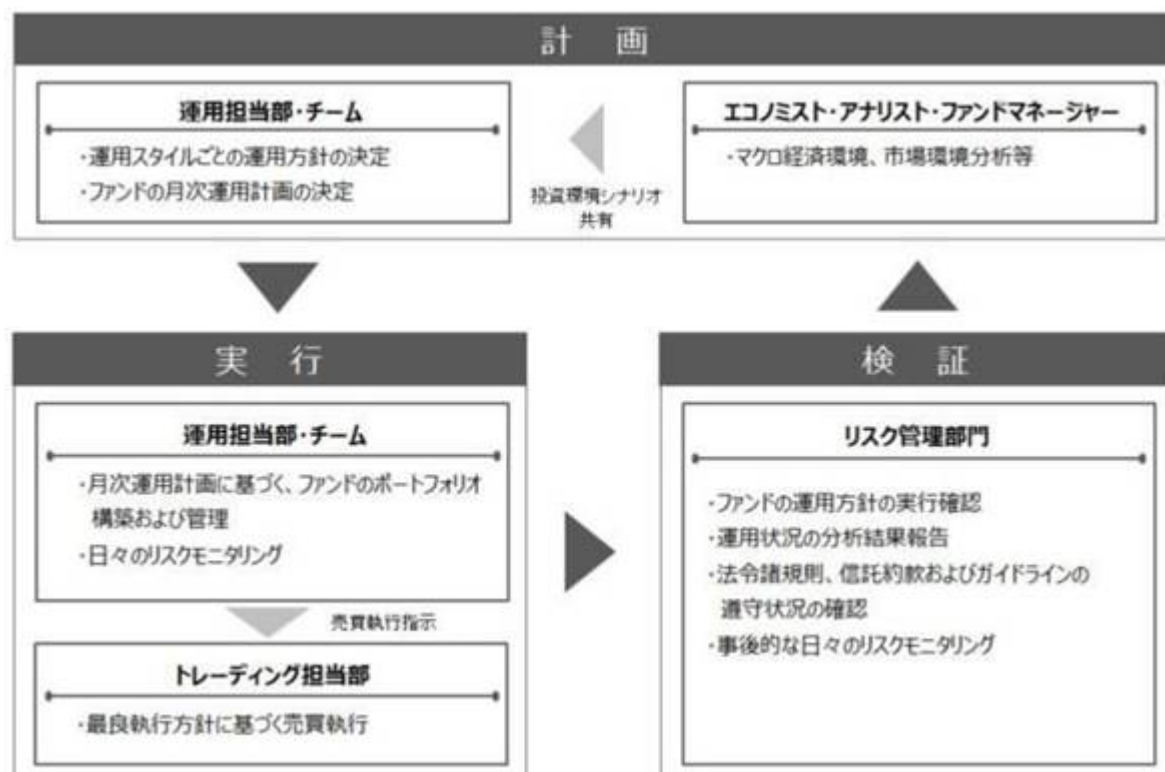 計 画
運用担当部・チーム
・運用スタイルごとの運用方針の決定
・ファンドの月次運用計画の決定
投資環境シナリオ
共有
エコノミスト・アナリスト・ファンドマネージャー
・マクロ経済環境、市場環境分析等
実 行
運用担当部・チーム
・月次運用計画に基づく、ファンドのポートフォリオ
構築および管理
・日々のリスクモニタリング
売買執行指示
トレーディング担当部
・最良執行方針に基づく売買執行
検 証
リスク管理部門
・ファンドの運用方針の実行確認
・運用状況の分析結果報告
・法令諸規則、信託約款およびガイドラインの
遵守状況の確認
・事後的な日々のリスクモニタリング